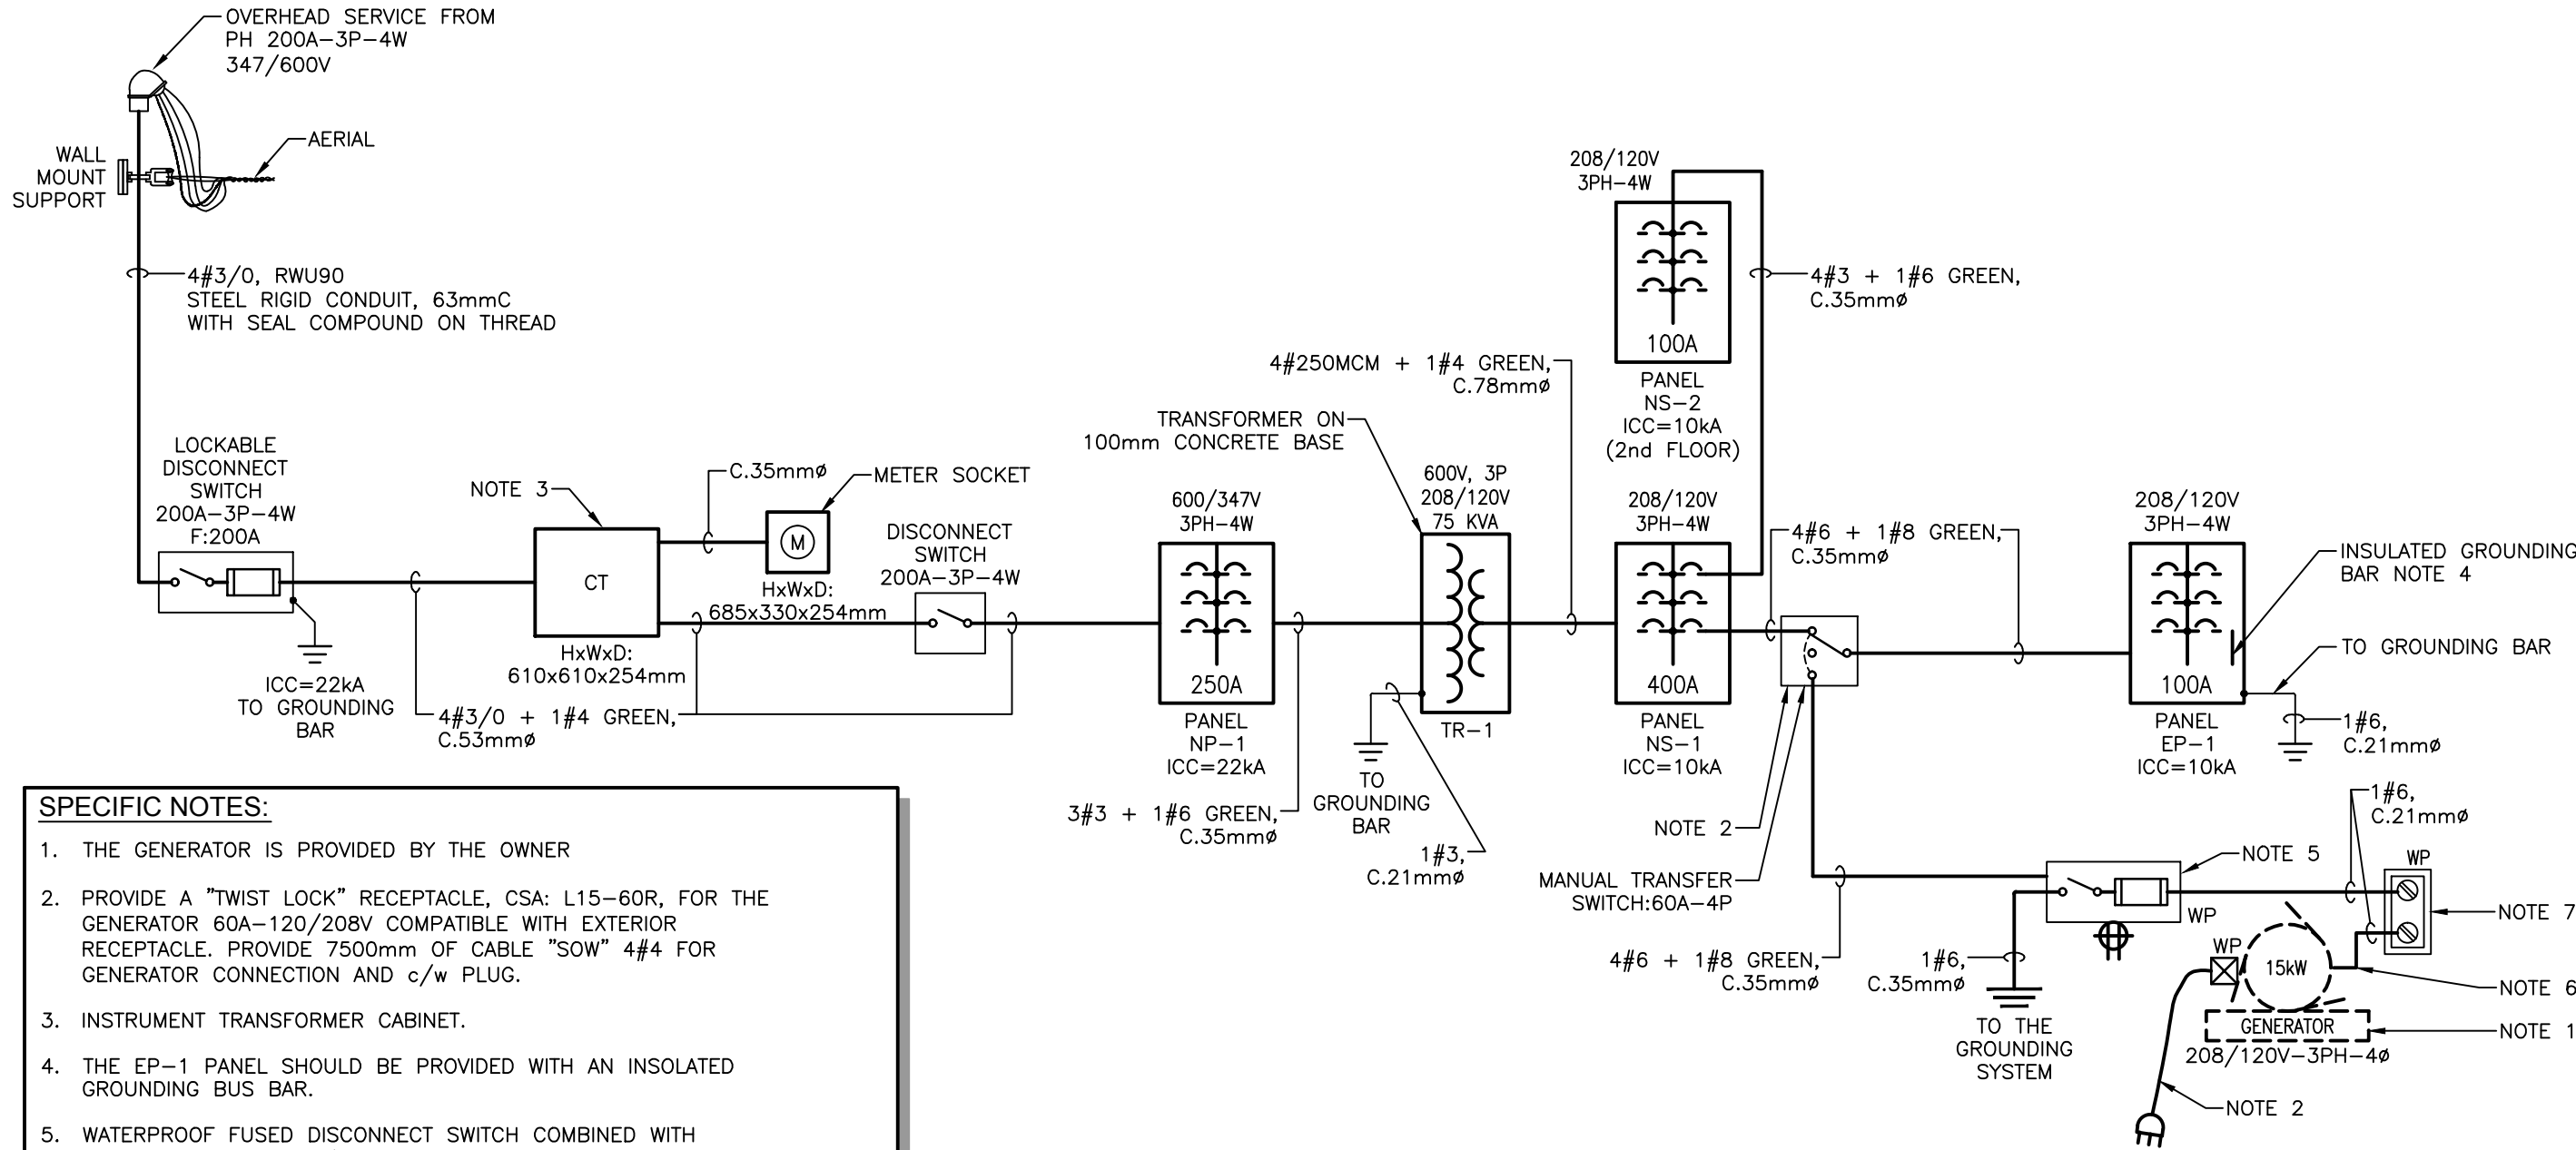 OVERHEAD SERVICE FROM
PH 200A-3P-4W
347/600V
AERIAL
WALL
MOUNT
SUPPORT
4#3/0, RWU90
STEEL RIGID CONDUIT, 63mmC
WITH SEAL COMPOUND ON THREAD
LOCKABLE
DISCONNECT
SWITCH
200A-3P-4W
F:200A
ICC=22kA
TO GROUNDING
BAR
4#3/0 + 1#4 GREEN,
C.53mmø
NOTE 3
CT
HxWxD:
610x610x254mm
C.35mmø
METER SOCKET
M
HxWxD:
685x330x254mm
DISCONNECT
SWITCH
200A-3P-4W
600/347V
3PH-4W
250A
PANEL
NP-1
ICC=22kA
3#3 + 1#6 GREEN,
C.35mmø
4#250MCM + 1#4 GREEN,
C.78mmø
TRANSFORMER ON
100mm CONCRETE BASE
600V, 3P
208/120V
75 KVA
TR-1
TO
GROUNDING
BAR
1#3,
C.21mmø
208/120V
3PH-4W
100A
PANEL
NS-2
ICC=10kA
(2nd FLOOR)
4#3 + 1#6 GREEN,
C.35mmø
208/120V
3PH-4W
400A
PANEL
NS-1
ICC=10kA
4#6 + 1#8 GREEN,
C.35mmø
NOTE 2
MANUAL TRANSFER
SWITCH:60A-4P
208/120V
3PH-4W
100A
PANEL
EP-1
ICC=10kA
INSULATED GROUNDING
BAR NOTE 4
TO GROUNDING BAR
1#6,
C.21mmø
4#6 + 1#8 GREEN,
C.35mmø
1#6,
C.35mmø
TO THE
GROUNDING
SYSTEM
NOTE 5
WP
1#6,
C.21mmø
WP
NOTE 7
WP
15kW
NOTE 6
GENERATOR
NOTE 1
208/120V-3PH-4ø
NOTE 2
SPECIFIC NOTES:
1. THE GENERATOR IS PROVIDED BY THE OWNER
2. PROVIDE A "TWIST LOCK" RECEPTACLE, CSA: L15-60R, FOR THE
GENERATOR 60A-120/208V COMPATIBLE WITH EXTERIOR
RECEPTACLE. PROVIDE 7500mm OF CABLE "SOW" 4#4 FOR
GENERATOR CONNECTION AND c/w PLUG.
3. INSTRUMENT TRANSFORMER CABINET.
4. THE EP-1 PANEL SHOULD BE PROVIDED WITH AN INSOLATED
GROUNDING BUS BAR.
5. WATERPROOF FUSED DISCONNECT SWITCH COMBINED WITH